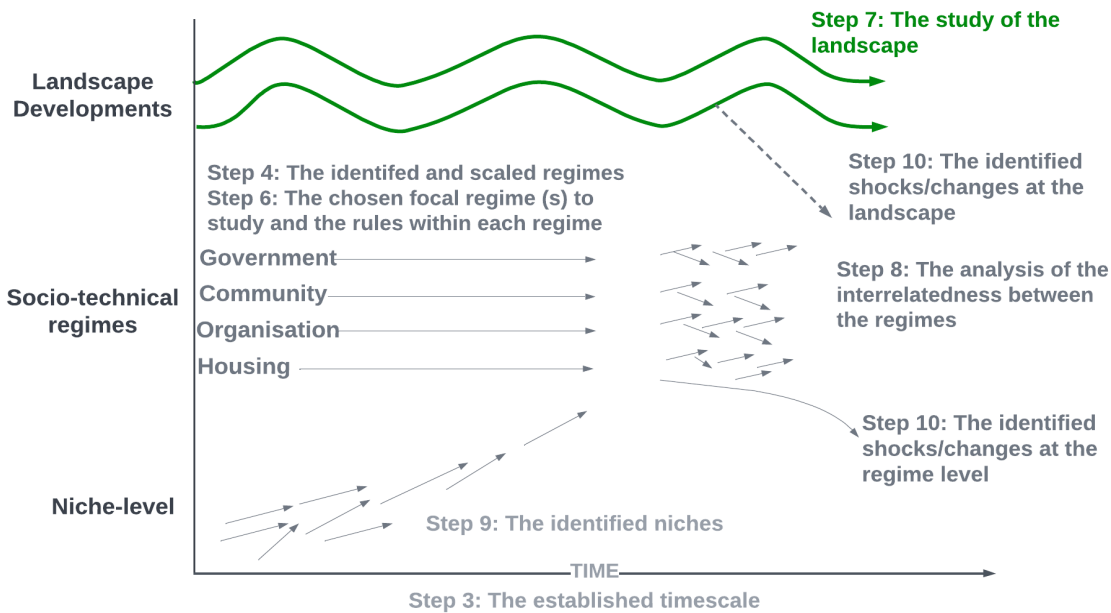 Step 7: The study of the
landscape
Landscape
Developments
Step 4: The identifed and scaled regimes
Step 6: The chosen focal regime (s) to
study and the rules within each regime
Step 10: The identified
shocks/changes at the
landscape
Government
Community
Organisation
Housing
Socio-technical
regimes
Step 8: The analysis of the
interrelatedness between
the regimes
Step 10: The identified
shocks/changes at the
regime level
Niche-level
Step 9: The identified niches
TIME
Step 3: The established timescale